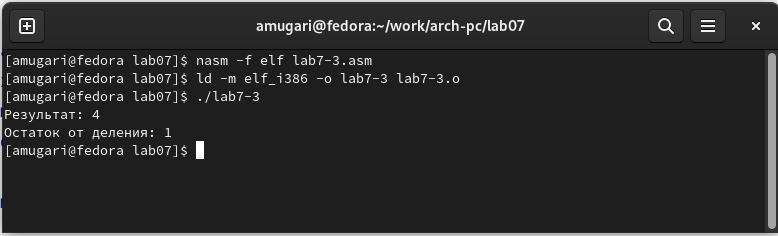 amugari@fedora:~/work/arch-pc/lab07
[amugari@fedora lab07]$ nasm -f elf lab7-3.asm
[amugari@fedora lab07]$ ld -m elf_i386 -o lab7-3 lab7-3.o
[amugari@fedora lab07]$ ./lab7-3
Результат: 4
Остаток от деления: 1
[amugari@fedora lab07]$